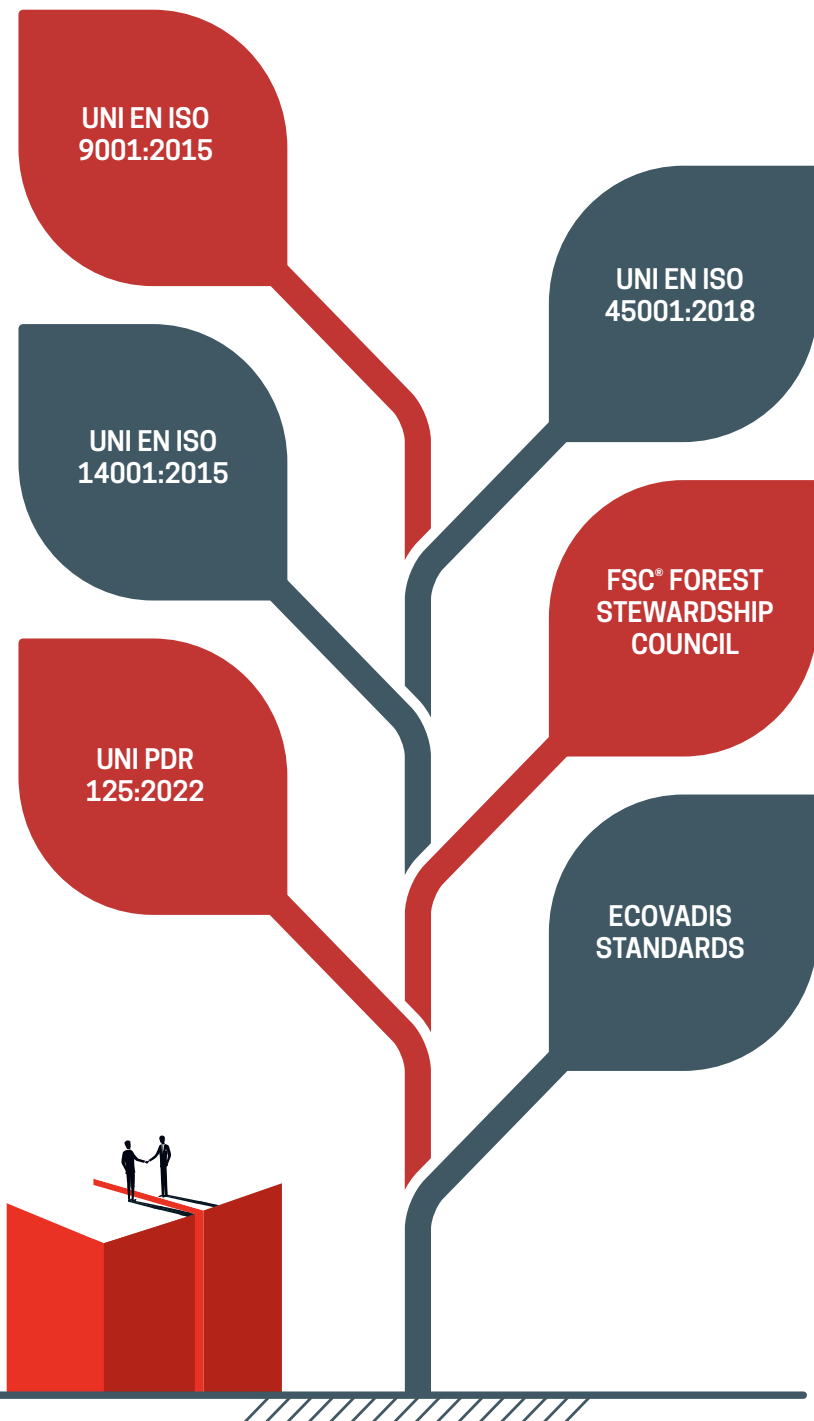 UNI EN ISO
9001:2015
UNI EN ISO
45001:2018
UNI EN ISO
14001:2015
FSC® FOREST
STEWARDSHIP
COUNCIL
UNI PDR
125:2022
ECOVADIS
STANDARDS